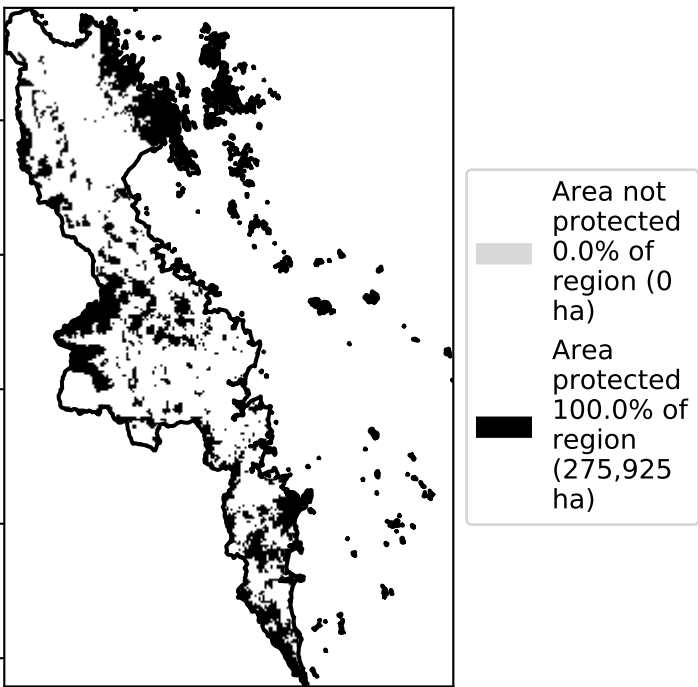 Area not
protected
0.0% of
region (0
ha)
Area
protected
100.0% of
region
(275,925
ha)